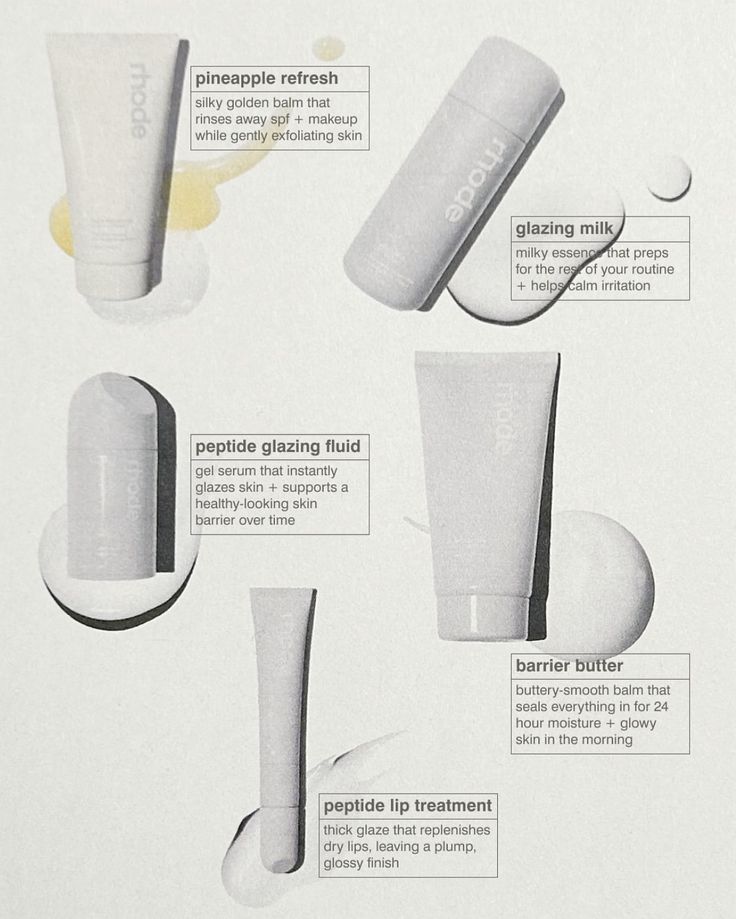 rhode
pineapple refresh
silky golden balm that
rinses away spf + makeup
while gently exfoliating skin
rhode
glazing milk
milky essence that preps
for the rest of your routine
+ helps calm irritation
rhode
peptide glazing fluid
gel serum that instantly
glazes skin + supports a
healthy-looking skin
barrier over time
rhode
barrier butter
buttery-smooth balm that
seals everything in for 24
hour moisture + glowy
skin in the morning
peptide lip treatment
thick glaze that replenishes
dry lips, leaving a plump,
glossy finish